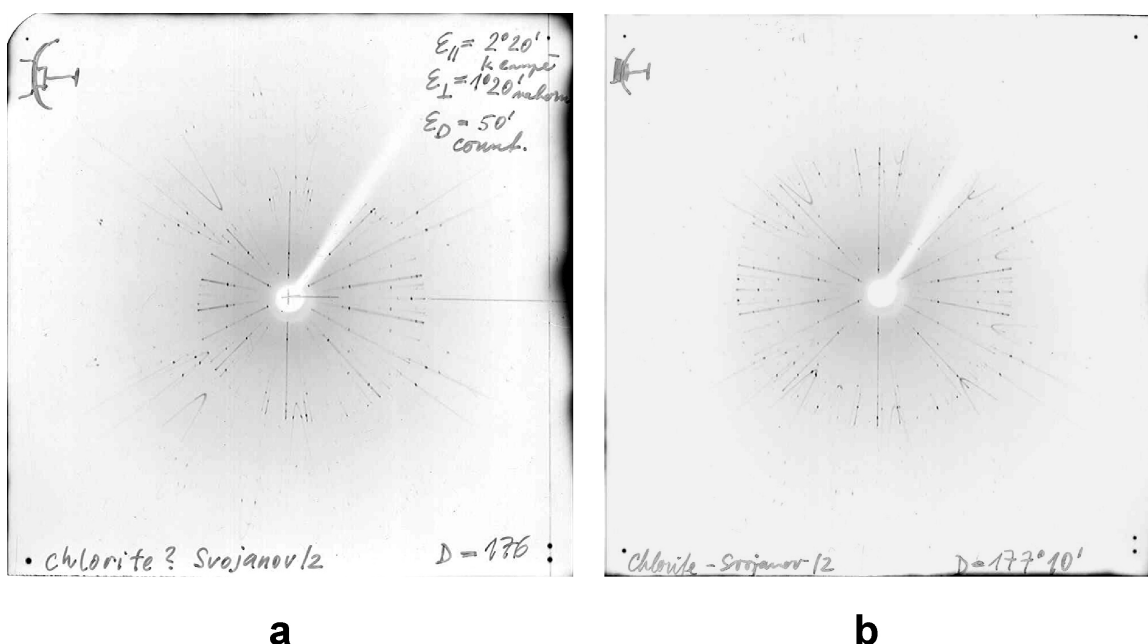 ε∥ = 2°20'
k
ε⊥ = 1°20'
ε_D = 50'
chlorite? Svojanov/2
D = 176
Chlorite - Svojanov/2
D = 177°10'
a
b